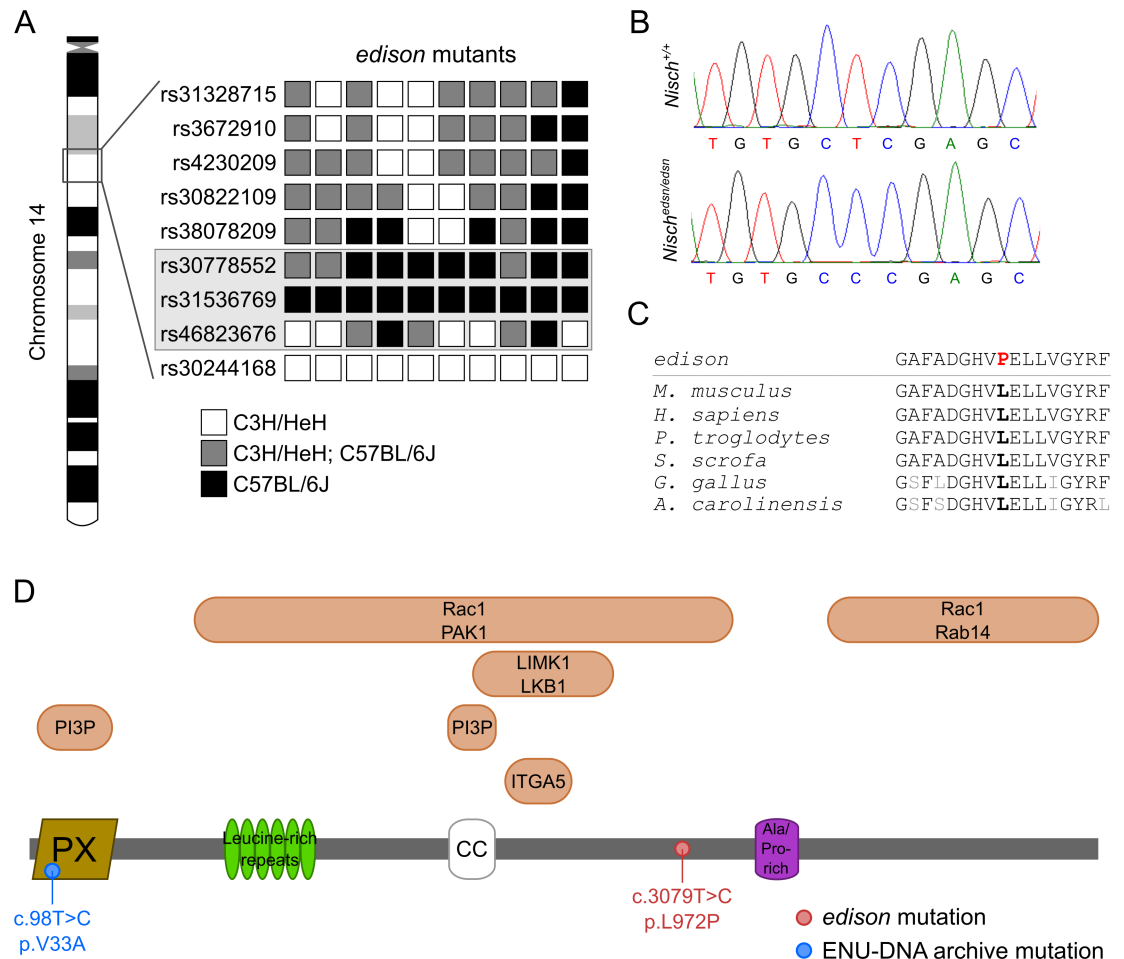 A
edison mutants
rs31328715
rs3672910
rs4230209
rs30822109
rs38078209
rs30778552
rs31536769
rs46823676
rs30244168
Chromosome 14
C3H/HeH
C3H/HeH; C57BL/6J
C57BL/6J
B
Nisch+/+
T G T G C T C G A G C
Nischedsn/edsn
T G T G C C C G A G C
C
edison GAFADGHVPELLVGYRF
M. musculus GAFADGHVLELLVGYRF
H. sapiens GAFADGHVLELLVGYRF
P. troglodytes GAFADGHVLELLVGYRF
S. scrofa GAFADGHVLELLVGYRF
G. gallus GSFLDGHVLELLIGYRF
A. carolinensis GSFSDGHVLELLIGYRL
D
Rac1
PAK1
Rac1
Rab14
LIMK1
LKB1
PI3P
PI3P
ITGA5
PX
Leucine-rich
repeats
CC
Ala/
Pro-
rich
c.98T>C
p.V33A
c.3079T>C
p.L972P
edison mutation
ENU-DNA archive mutation